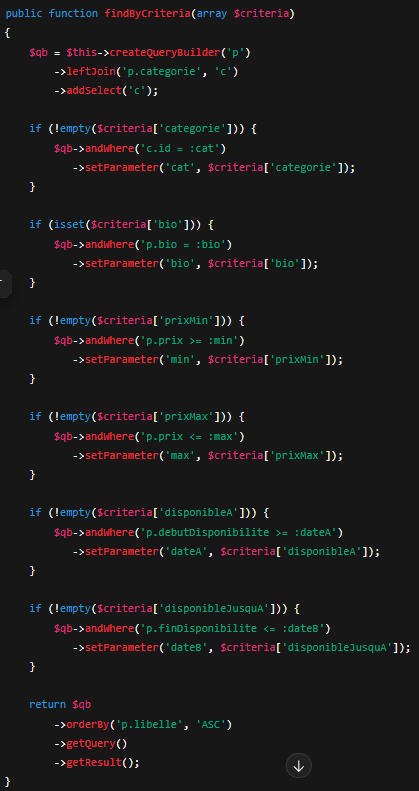 public function findByCriteria(array $criteria)
{
    $qb = $this->createQueryBuilder('p')
        ->leftJoin('p.categorie', 'c')
        ->addSelect('c');

    if (!empty($criteria['categorie'])) {
        $qb->andWhere('c.id = :cat')
           ->setParameter('cat', $criteria['categorie']);
    }

    if (isset($criteria['bio'])) {
        $qb->andWhere('p.bio = :bio')
           ->setParameter('bio', $criteria['bio']);
    }

    if (!empty($criteria['prixMin'])) {
        $qb->andWhere('p.prix >= :min')
           ->setParameter('min', $criteria['prixMin']);
    }

    if (!empty($criteria['prixMax'])) {
        $qb->andWhere('p.prix <= :max')
           ->setParameter('max', $criteria['prixMax']);
    }

    if (!empty($criteria['disponibleA'])) {
        $qb->andWhere('p.debutDisponibilite >= :dateA')
           ->setParameter('dateA', $criteria['disponibleA']);
    }

    if (!empty($criteria['disponibleJusquA'])) {
        $qb->andWhere('p.finDisponibilite <= :dateB')
           ->setParameter('dateB', $criteria['disponibleJusquA']);
    }

    return $qb
        ->orderBy('p.libelle', 'ASC')
        ->getQuery()
        ->getResult();
}